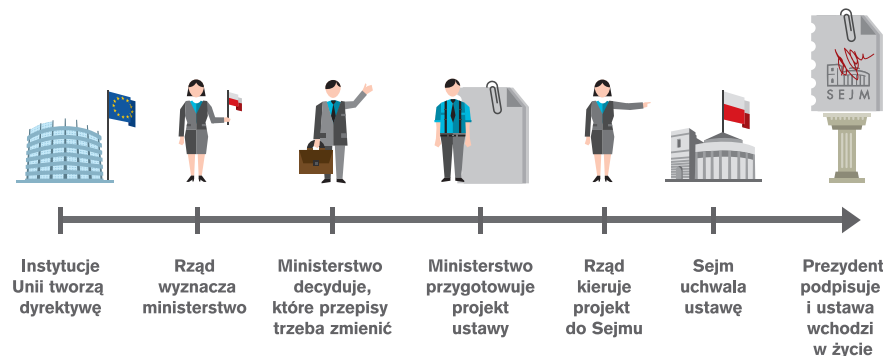 SEJM
Instytucje
Unii tworzą
dyrektywę
Rząd
wyznacza
ministerstwo
Ministerstwo
decyduje,
które przepisy
trzeba zmienić
Ministerstwo
przygotowuje
projekt
ustawy
Rząd
kieruje
projekt
do Sejmu
Sejm
uchwala
ustawę
Prezydent
podpisuje
i ustawa
wchodzi
w życie